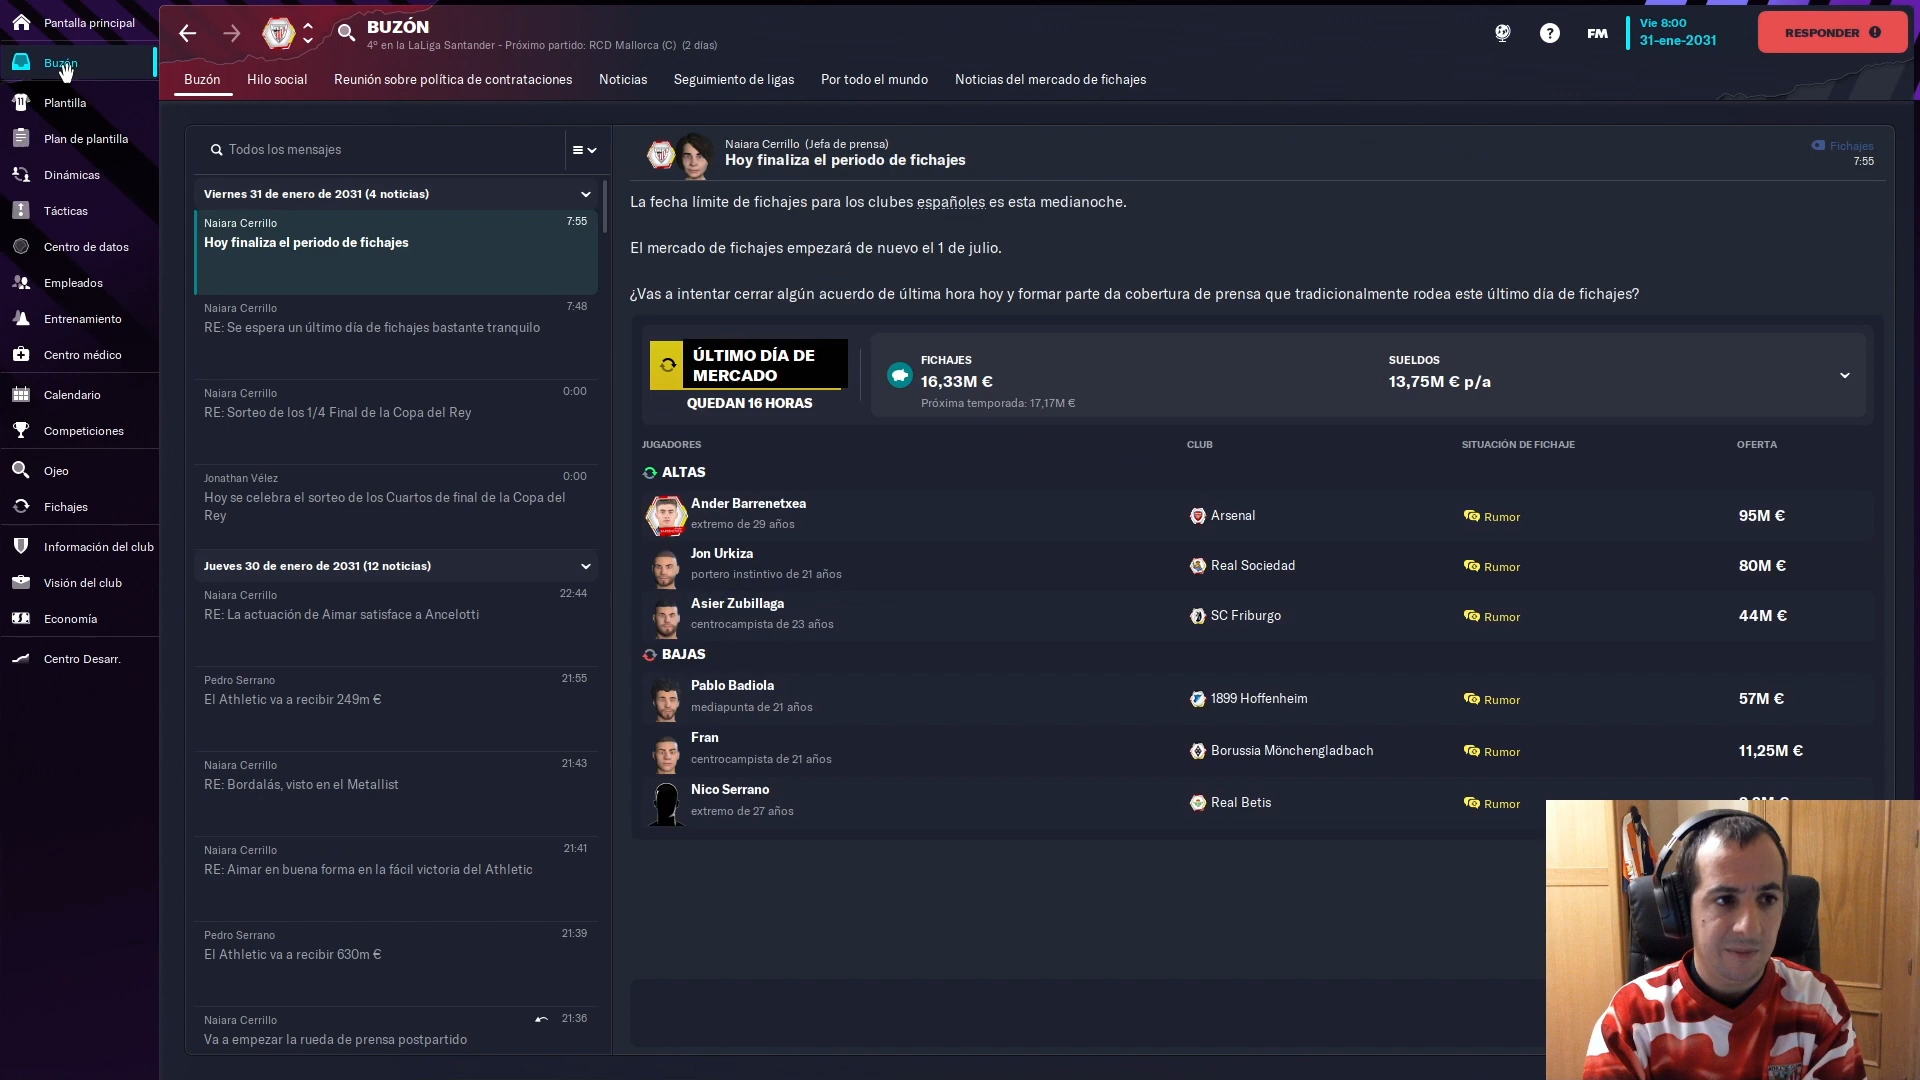 Pantalla principal
Buzón
Plantilla
Plan de plantilla
Dinámicas
Tácticas
Centro de datos
Empleados
Entrenamiento
Centro médico
Calendario
Competiciones
Ojeo
Fichajes
Información del club
Visión del club
Economía
Centro Desarr.
BUZÓN
4º en la LaLiga Santander - Próximo partido: RCD Mallorca (C) (2 días)
FM
Vie 8:00
31-ene-2031
RESPONDER
Buzón
Hilo social
Reunión sobre política de contrataciones
Noticias
Seguimiento de ligas
Por todo el mundo
Noticias del mercado de fichajes
Todos los mensajes
Viernes 31 de enero de 2031 (4 noticias)
Naiara Cerrillo 7:55
Hoy finaliza el periodo de fichajes
Naiara Cerrillo 7:48
RE: Se espera un último día de fichajes bastante tranquilo
Naiara Cerrillo 0:00
RE: Sorteo de los 1/4 Final de la Copa del Rey
Jonathan Vélez 0:00
Hoy se celebra el sorteo de los Cuartos de final de la Copa del
Rey
Jueves 30 de enero de 2031 (12 noticias)
Naiara Cerrillo 22:44
RE: La actuación de Aimar satisface a Ancelotti
Pedro Serrano 21:55
El Athletic va a recibir 249m €
Naiara Cerrillo 21:43
RE: Bordalás, visto en el Metallist
Naiara Cerrillo 21:41
RE: Aimar en buena forma en la fácil victoria del Athletic
Pedro Serrano 21:39
El Athletic va a recibir 630m €
Naiara Cerrillo 21:36
Va a empezar la rueda de prensa postpartido
Naiara Cerrillo (Jefa de prensa)
Hoy finaliza el periodo de fichajes
Fichajes
7:55
La fecha límite de fichajes para los clubes españoles es esta medianoche.
El mercado de fichajes empezará de nuevo el 1 de julio.
¿Vas a intentar cerrar algún acuerdo de última hora hoy y formar parte da cobertura de prensa que tradicionalmente rodea este último día de fichajes?
ÚLTIMO DÍA DE
MERCADO
QUEDAN 16 HORAS
FICHAJES
16,33M €
Próxima temporada: 17,17M €
SUELDOS
13,75M € p/a
JUGADORES CLUB SITUACIÓN DE FICHAJE OFERTA
ALTAS
Ander Barrenetxea
extremo de 29 años
Arsenal Rumor 95M €
Jon Urkiza
portero instintivo de 21 años
Real Sociedad Rumor 80M €
Asier Zubillaga
centrocampista de 23 años
SC Friburgo Rumor 44M €
BAJAS
Pablo Badiola
mediapunta de 21 años
1899 Hoffenheim Rumor 57M €
Fran
centrocampista de 21 años
Borussia Mönchengladbach Rumor 11,25M €
Nico Serrano
extremo de 27 años
Real Betis Rumor